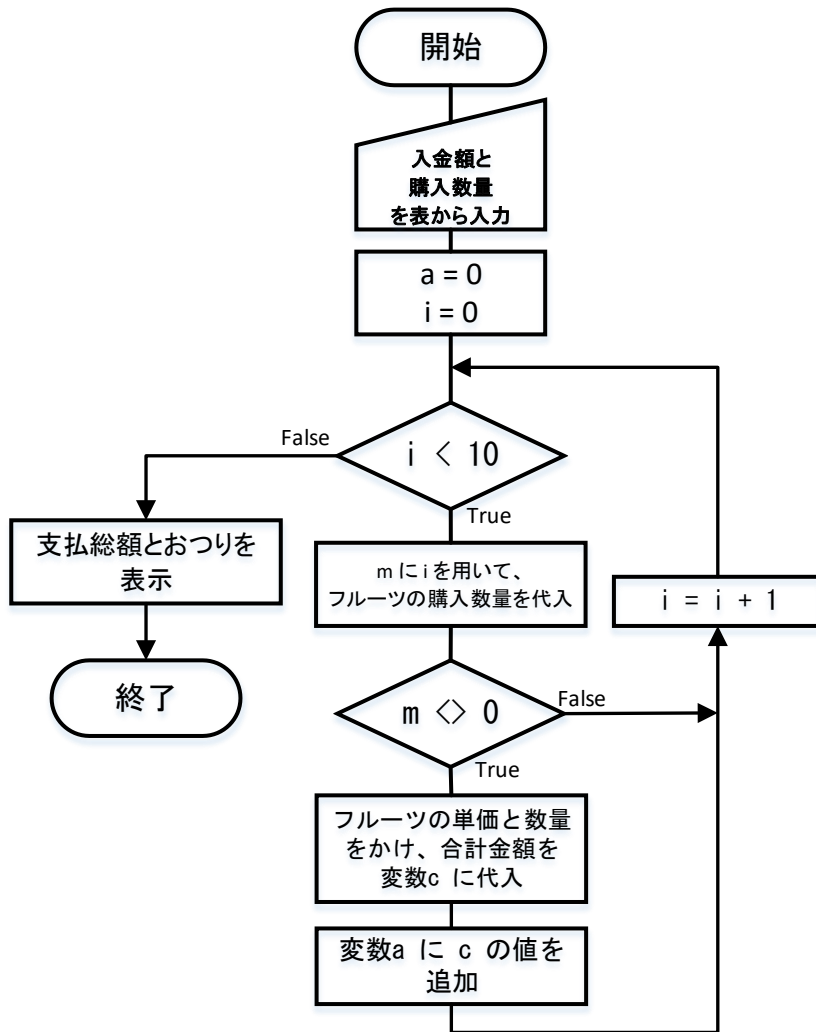 開始
入金額と
購入数量
を表から入力
a = 0
i = 0
i < 10
False
True
支払総額とおつりを
表示
終了
m に i を用いて、
フルーツの購入数量を代入
i = i + 1
m <> 0
False
True
フルーツの単価と数量
をかけ、合計金額を
変数c に代入
変数a に c の値を
追加